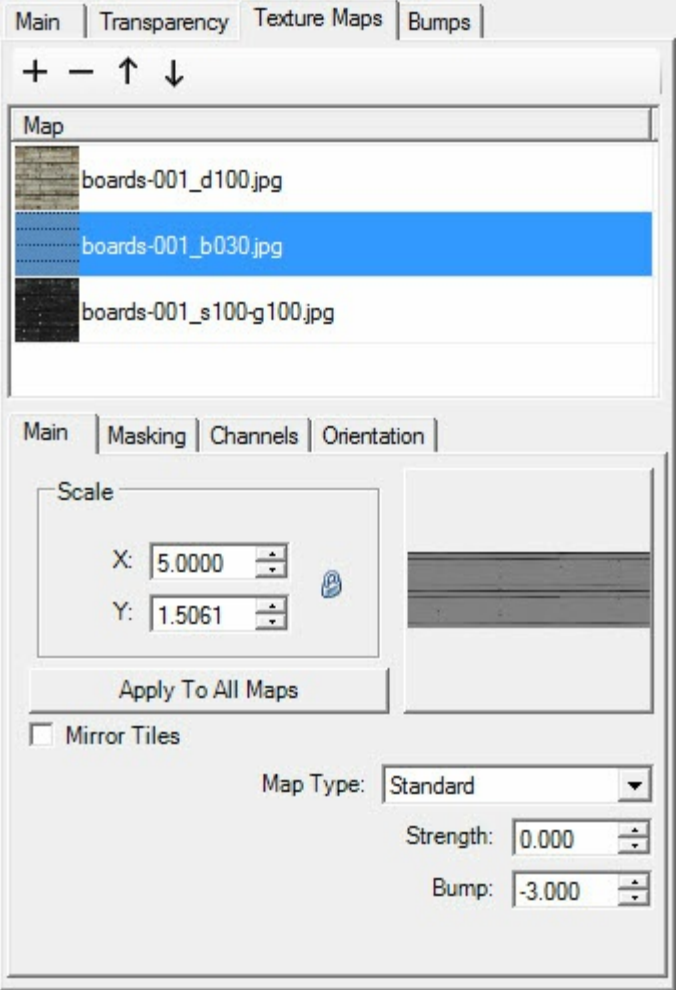 Main Transparency Texture Maps Bumps
Map
boards-001_d100.jpg
boards-001_b030.jpg
boards-001_s100-g100.jpg
Main Masking Channels Orientation
Scale
X: 5.0000
Y: 1.5061
Apply To All Maps
Mirror Tiles
Map Type: Standard
Strength: 0.000
Bump: -3.000